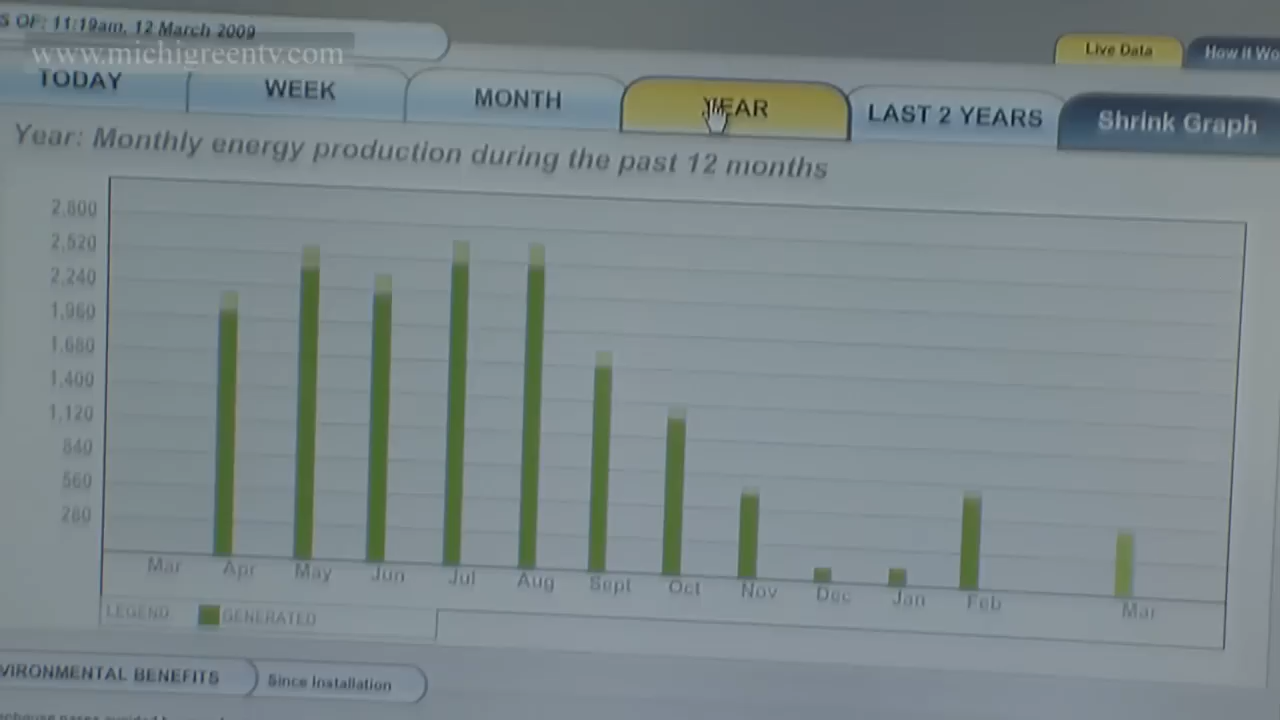 S OF: 11:19am, 12 March 2009
www.michigreentv.com
Live Data
How It Wo
TODAY
WEEK
MONTH
YEAR
LAST 2 YEARS
Shrink Graph
Year: Monthly energy production during the past 12 months
2,800
2,520
2,240
1,960
1,680
1,400
1,120
840
560
280
Mar
Apr
May
Jun
Jul
Aug
Sept
Oct
Nov
Dec
Jan
Feb
Mar
LEGEND
GENERATED
VIRONMENTAL BENEFITS
Since Installation